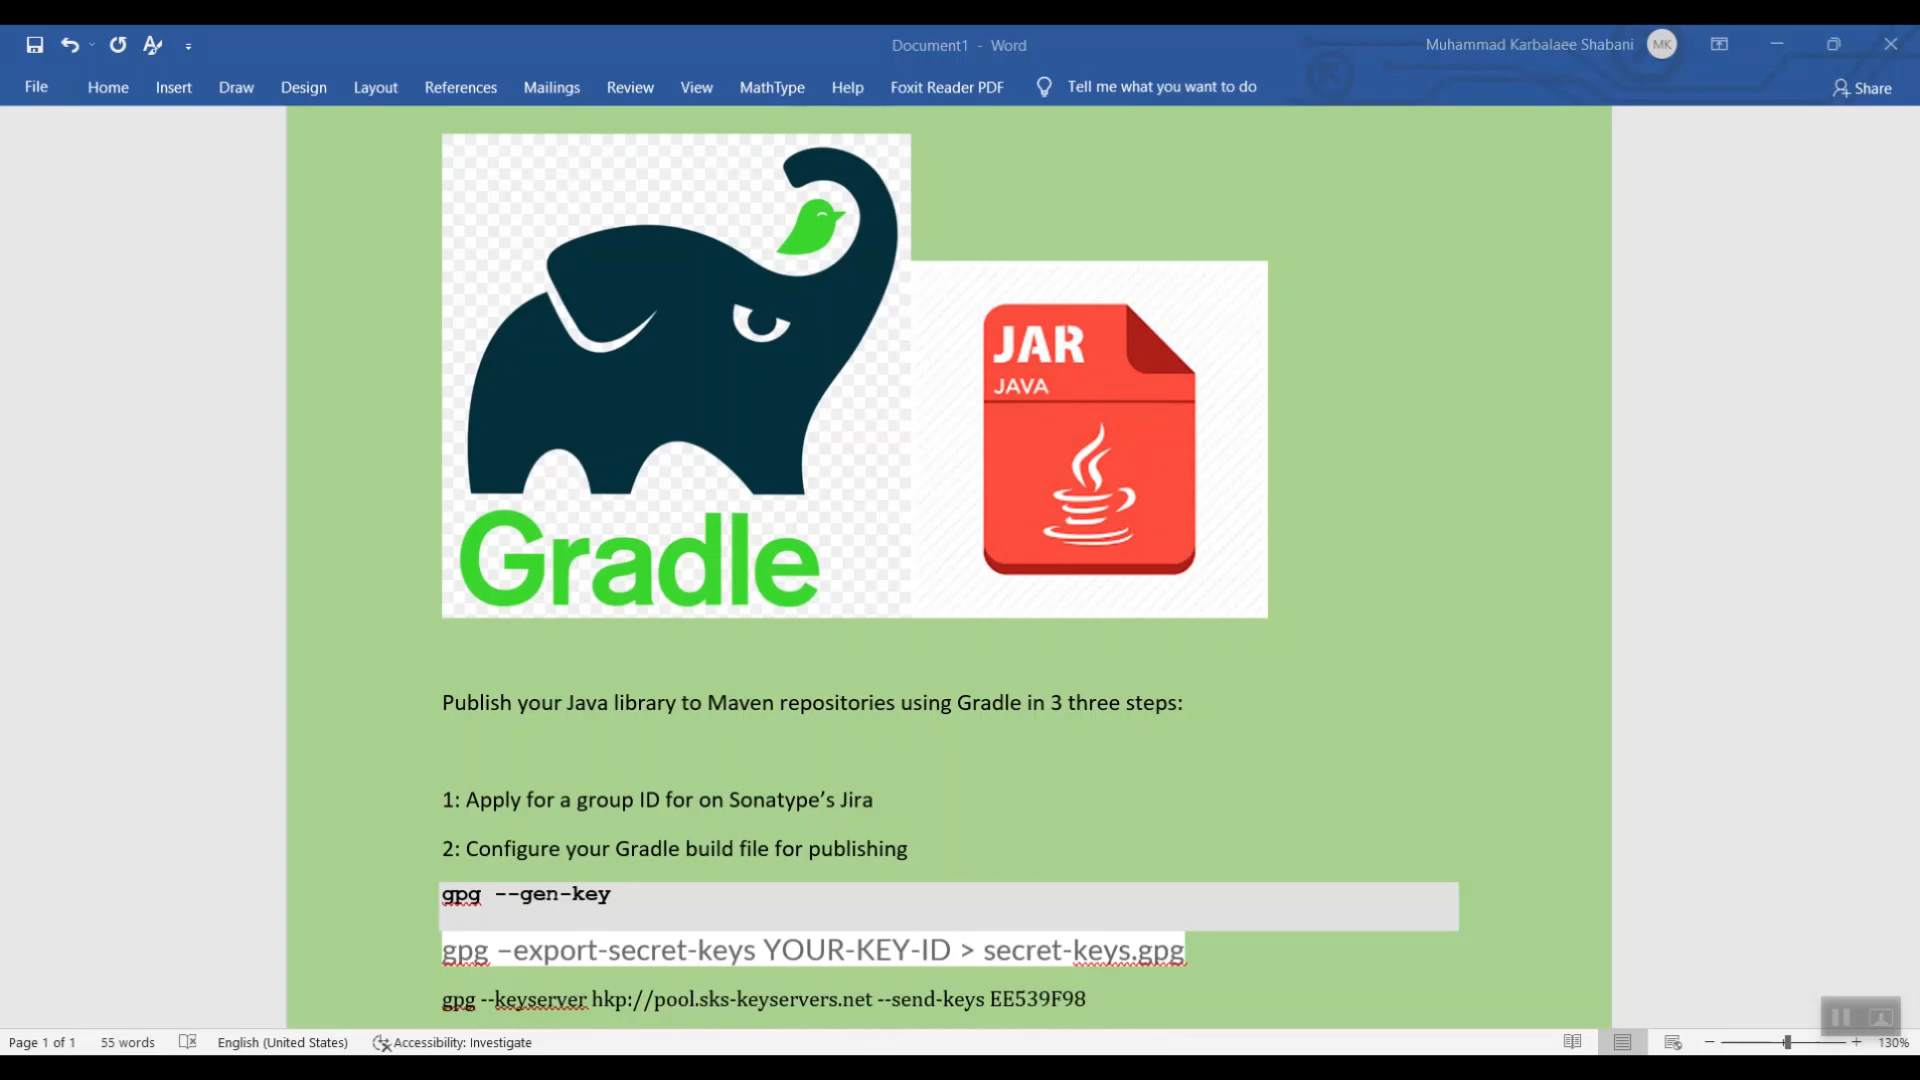 Document1 - Word
Muhammad Karbalaee Shabani MK
File Home Insert Draw Design Layout References Mailings Review View MathType Help Foxit Reader PDF Tell me what you want to do Share
JAR
JAVA
Gradle
Publish your Java library to Maven repositories using Gradle in 3 three steps:
1: Apply for a group ID for on Sonatype’s Jira
2: Configure your Gradle build file for publishing
gpg --gen-key
gpg –export-secret-keys YOUR-KEY-ID > secret-keys.gpg
gpg --keyserver hkp://pool.sks-keyservers.net --send-keys EE539F98
Page 1 of 1 55 words English (United States) Accessibility: Investigate 130%